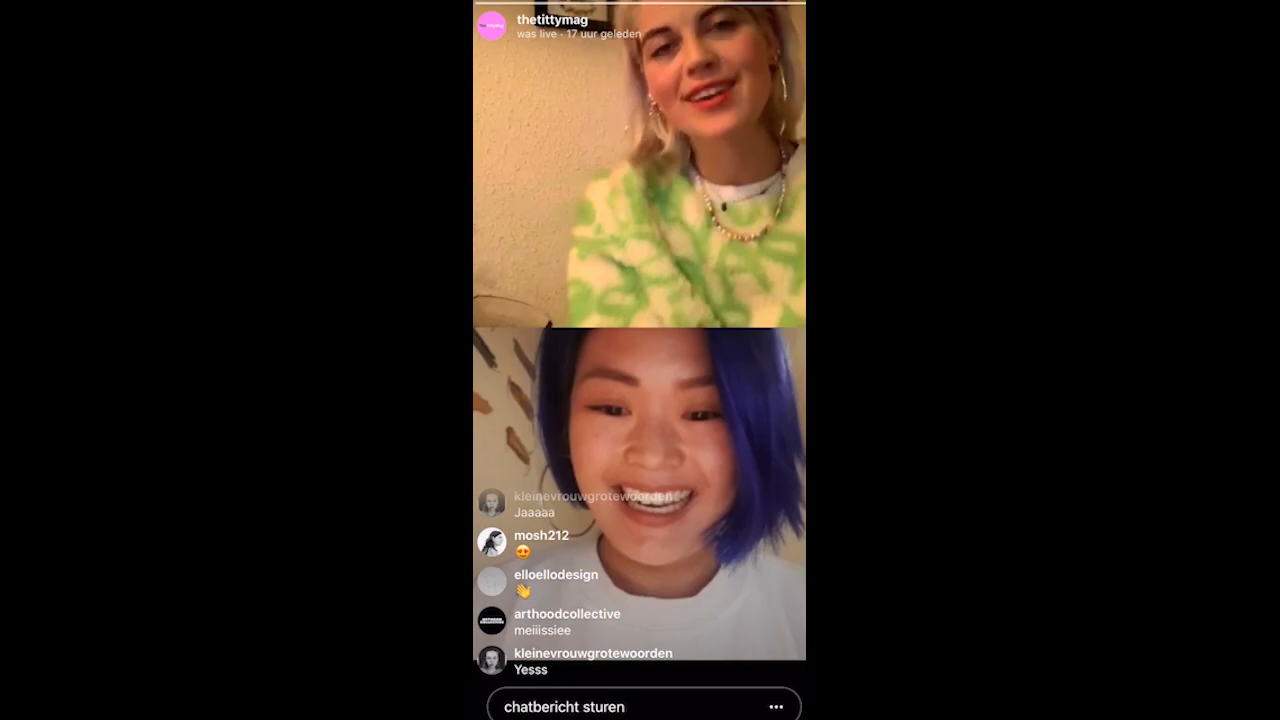 thetittymag
was live · 17 uur geleden
kleinevrouwgrotewoorden
Jaaaaa
mosh212
😍
elloellodesign
👋
arthoodcollective
meiiissiee
kleinevrouwgrotewoorden
Yesss
chatbericht sturen